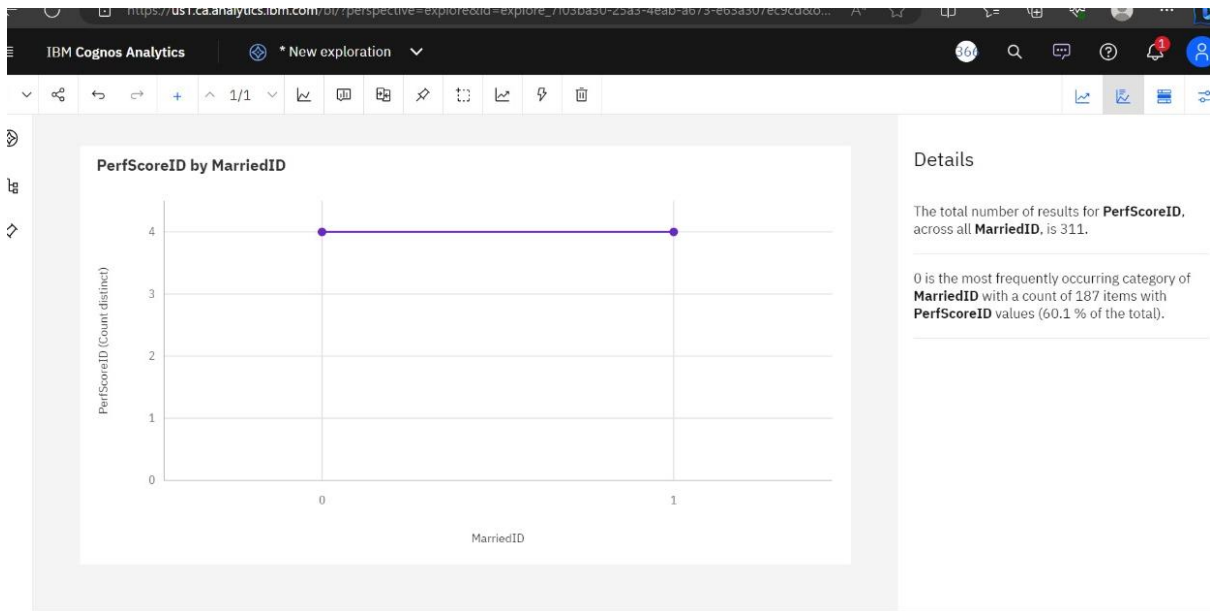 IBM Cognos Analytics
* New exploration
366
1
1/1
PerfScoreID by MarriedID
4
3
2
1
0
PerfScoreID (Count distinct)
0
1
MarriedID
Details
The total number of results for PerfScoreID,
across all MarriedID, is 311.
0 is the most frequently occurring category of
MarriedID with a count of 187 items with
PerfScoreID values (60.1 % of the total).